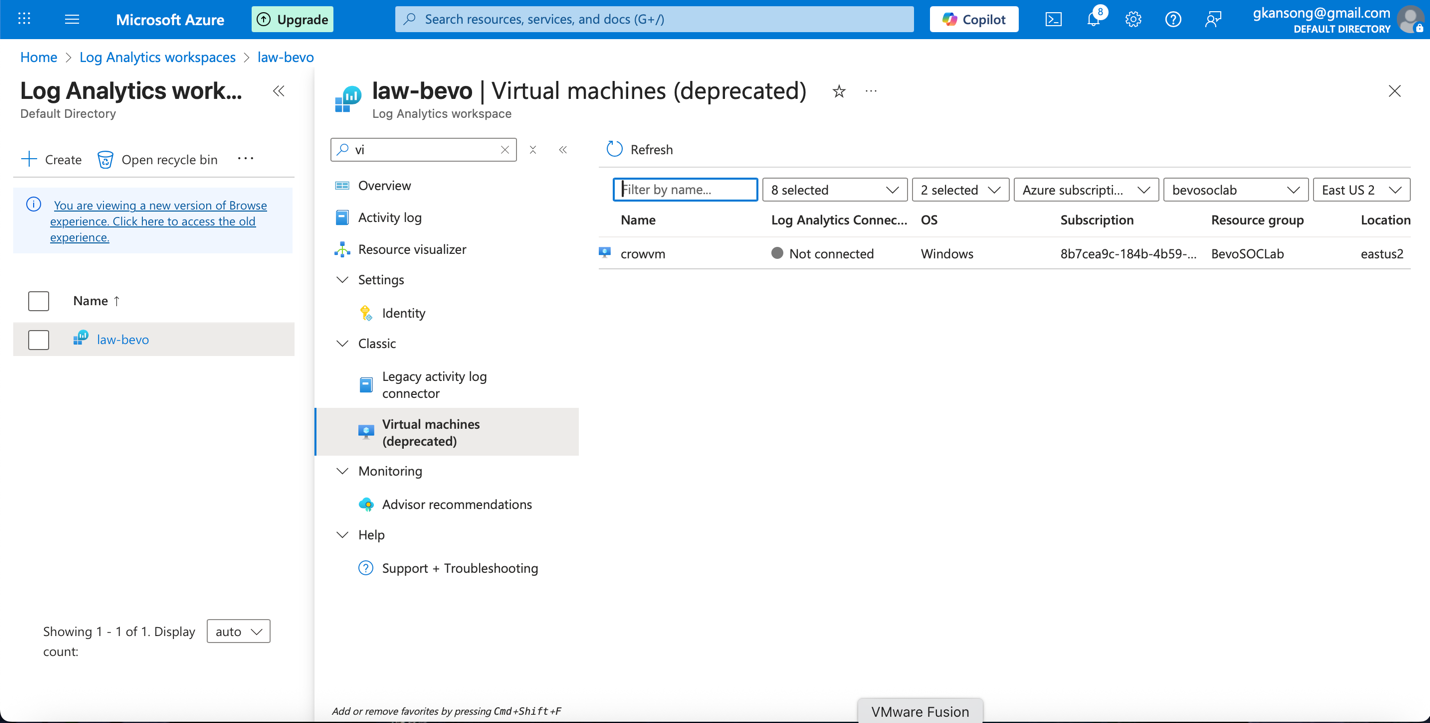 Microsoft Azure
Upgrade
Search resources, services, and docs (G+/)
Copilot
8
gkansong@gmail.com
DEFAULT DIRECTORY
Home > Log Analytics workspaces > law-bevo
Log Analytics work...
Default Directory
Create
Open recycle bin
You are viewing a new version of Browse
experience. Click here to access the old
experience.
Name ↑
law-bevo
Showing 1 - 1 of 1. Display
count:
auto
law-bevo | Virtual machines (deprecated)
Log Analytics workspace
vi
Overview
Activity log
Resource visualizer
Settings
Identity
Classic
Legacy activity log
connector
Virtual machines
(deprecated)
Monitoring
Advisor recommendations
Help
Support + Troubleshooting
Add or remove favorites by pressing Cmd+Shift+F
Refresh
Filter by name... 8 selected 2 selected Azure subscripti... bevosoclab East US 2
Name Log Analytics Connec... OS Subscription Resource group Location
crowvm Not connected Windows 8b7cea9c-184b-4b59-... BevoSOCLab eastus2
VMware Fusion